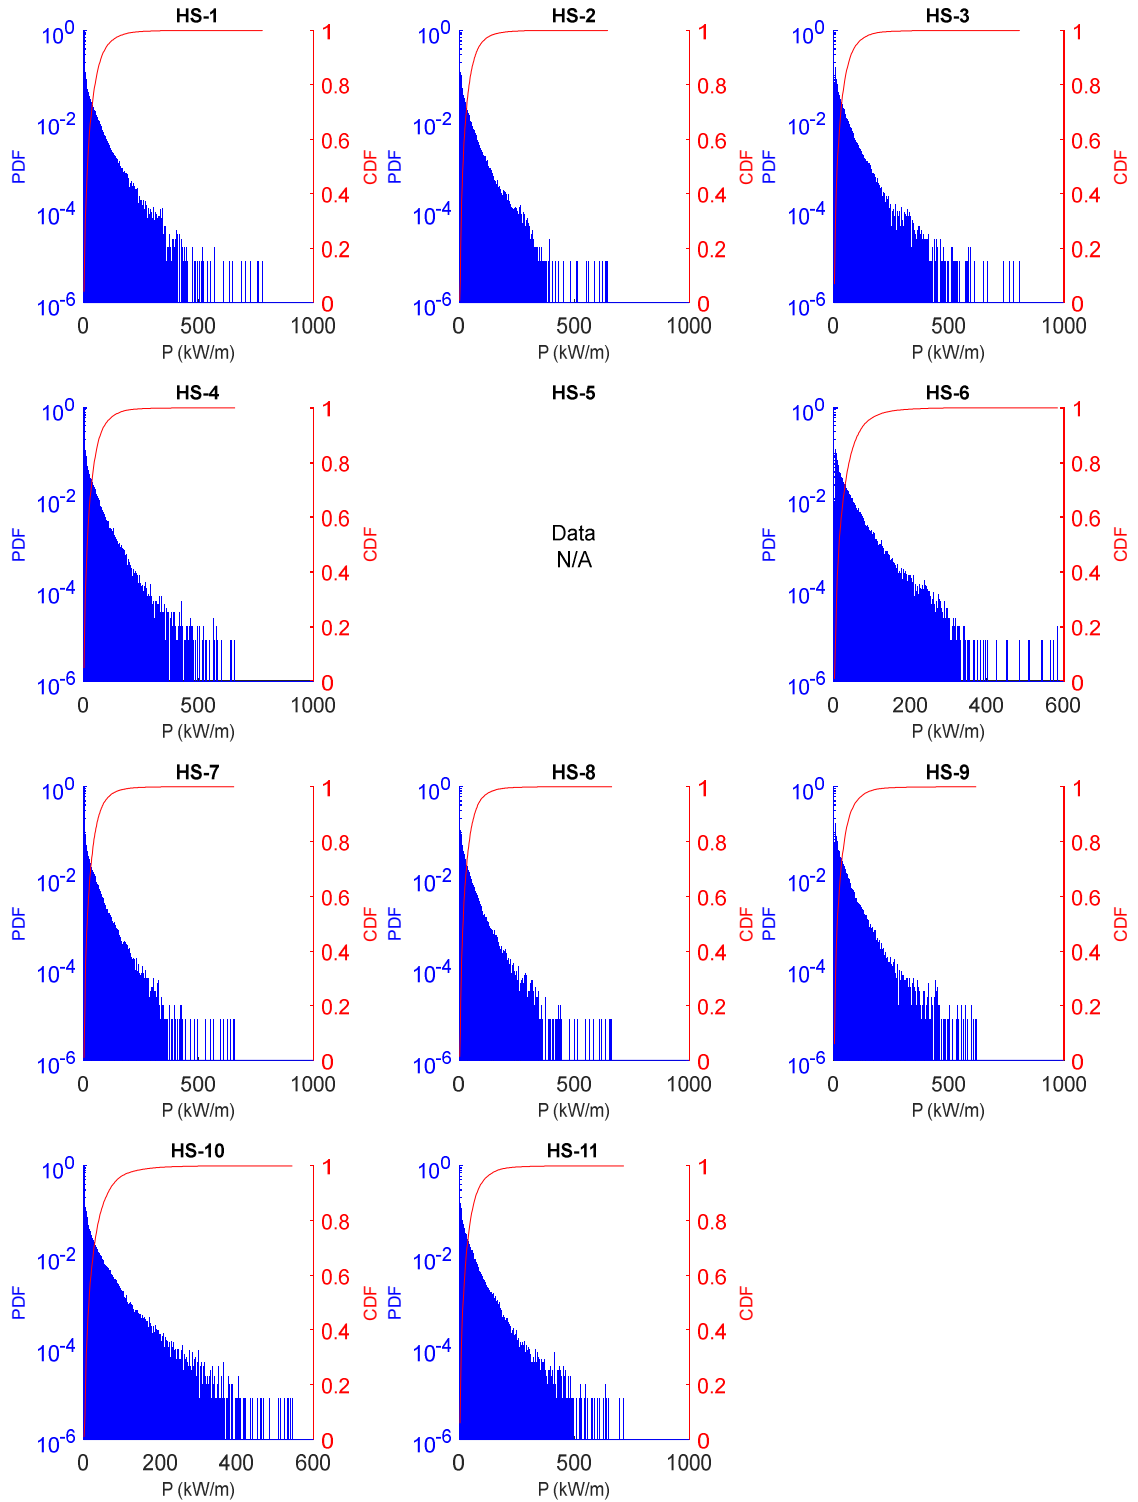 HS-1 HS-2 HS-3
10^0 1 10^0 1 10^0 1
0.8 0.8 0.8
10^-2 10^-2 10^-2
0.6 0.6 0.6
PDF CDF PDF CDF PDF CDF
0.4 0.4 0.4
10^-4 10^-4 10^-4
0.2 0.2 0.2
10^-6 0 10^-6 0 10^-6 0
0 500 1000 0 500 1000 0 500 1000
P (kW/m) P (kW/m) P (kW/m)
HS-4 HS-5 HS-6
10^0 1 10^0 1
0.8 0.8
10^-2 10^-2
0.6 Data 0.6
PDF CDF N/A PDF CDF
0.4 0.4
10^-4 10^-4
0.2 0.2
10^-6 0 10^-6 0
0 500 1000 0 200 400 600
P (kW/m) P (kW/m)
HS-7 HS-8 HS-9
10^0 1 10^0 1 10^0 1
0.8 0.8 0.8
10^-2 10^-2 10^-2
0.6 0.6 0.6
PDF CDF PDF CDF PDF CDF
0.4 0.4 0.4
10^-4 10^-4 10^-4
0.2 0.2 0.2
10^-6 0 10^-6 0 10^-6 0
0 500 1000 0 500 1000 0 500 1000
P (kW/m) P (kW/m) P (kW/m)
HS-10 HS-11
10^0 1 10^0 1
0.8 0.8
10^-2 10^-2
0.6 0.6
PDF CDF PDF CDF
0.4 0.4
10^-4 10^-4
0.2 0.2
10^-6 0 10^-6 0
0 200 400 600 0 500 1000
P (kW/m) P (kW/m)